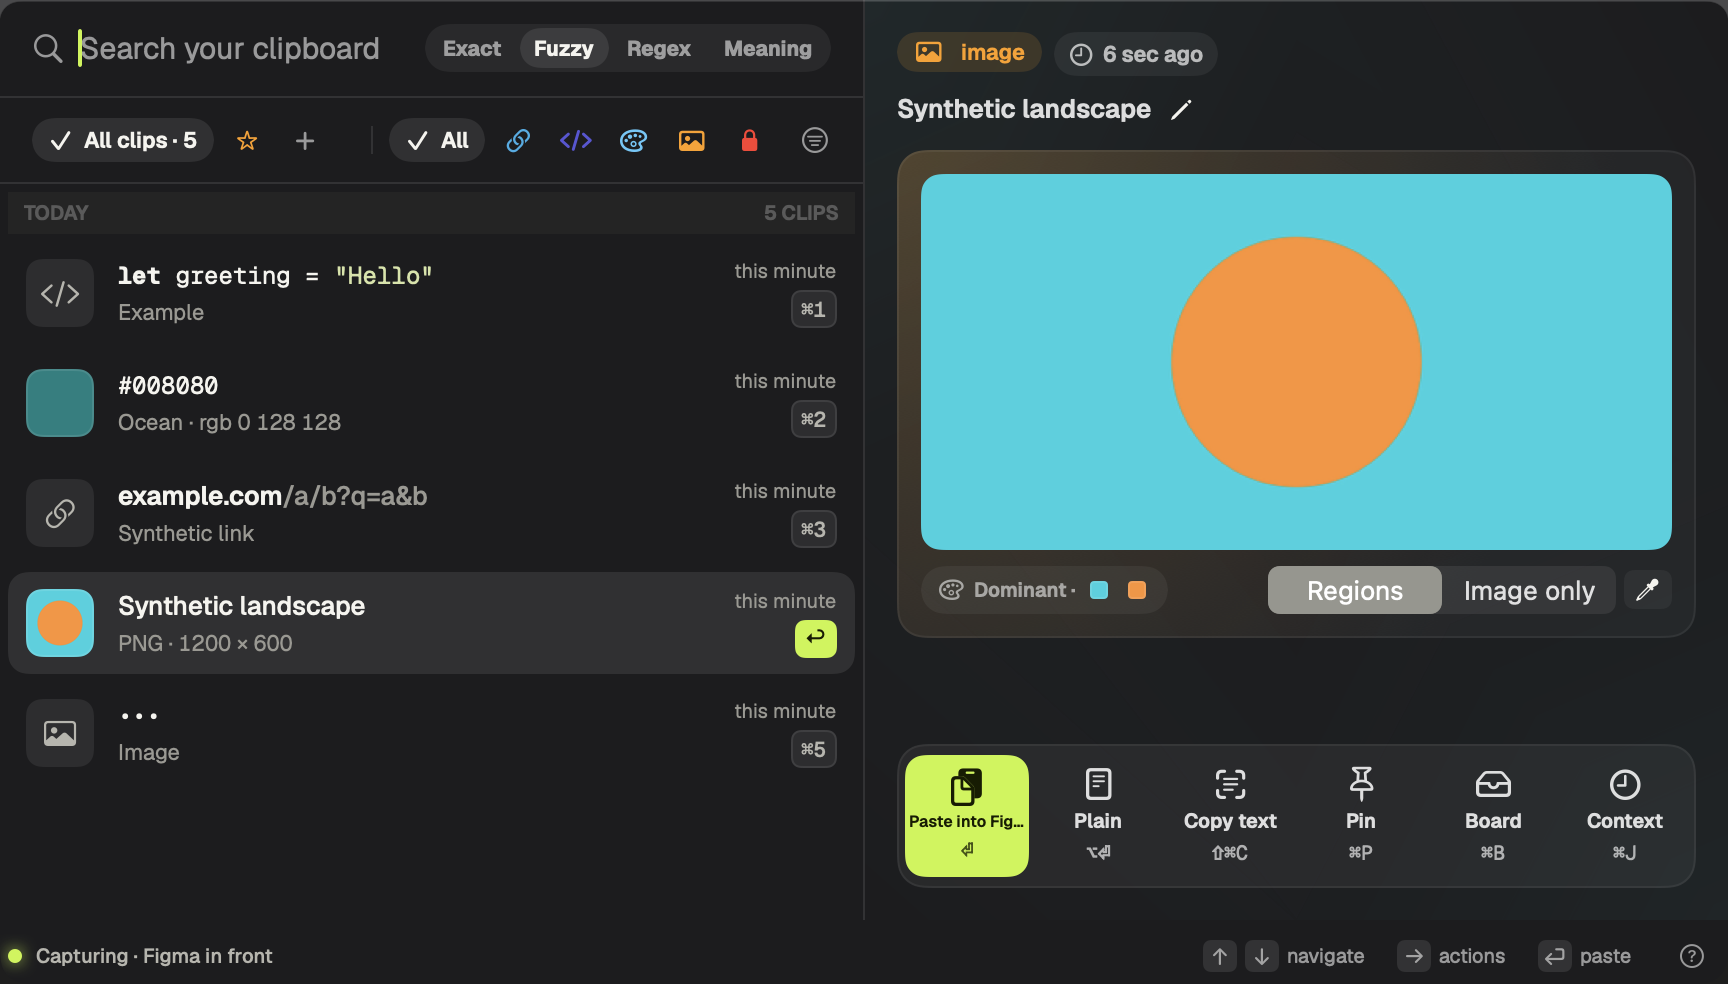 Search your clipboard
Exact Fuzzy Regex Meaning
All clips · 5
All
TODAY 5 CLIPS
let greeting = "Hello"
this minute
Example
⌘1
#008080
this minute
Ocean · rgb 0 128 128
⌘2
example.com/a/b?q=a&b
this minute
Synthetic link
⌘3
Synthetic landscape
this minute
PNG · 1200 × 600
...
this minute
Image
⌘5
Capturing · Figma in front
image
6 sec ago
Synthetic landscape
Dominant ·
Regions Image only
Paste into Fig...
Plain
⌥⏎
Copy text
⇧⌘C
Pin
⌘P
Board
⌘B
Context
⌘J
↑ ↓ navigate → actions ↩ paste ?